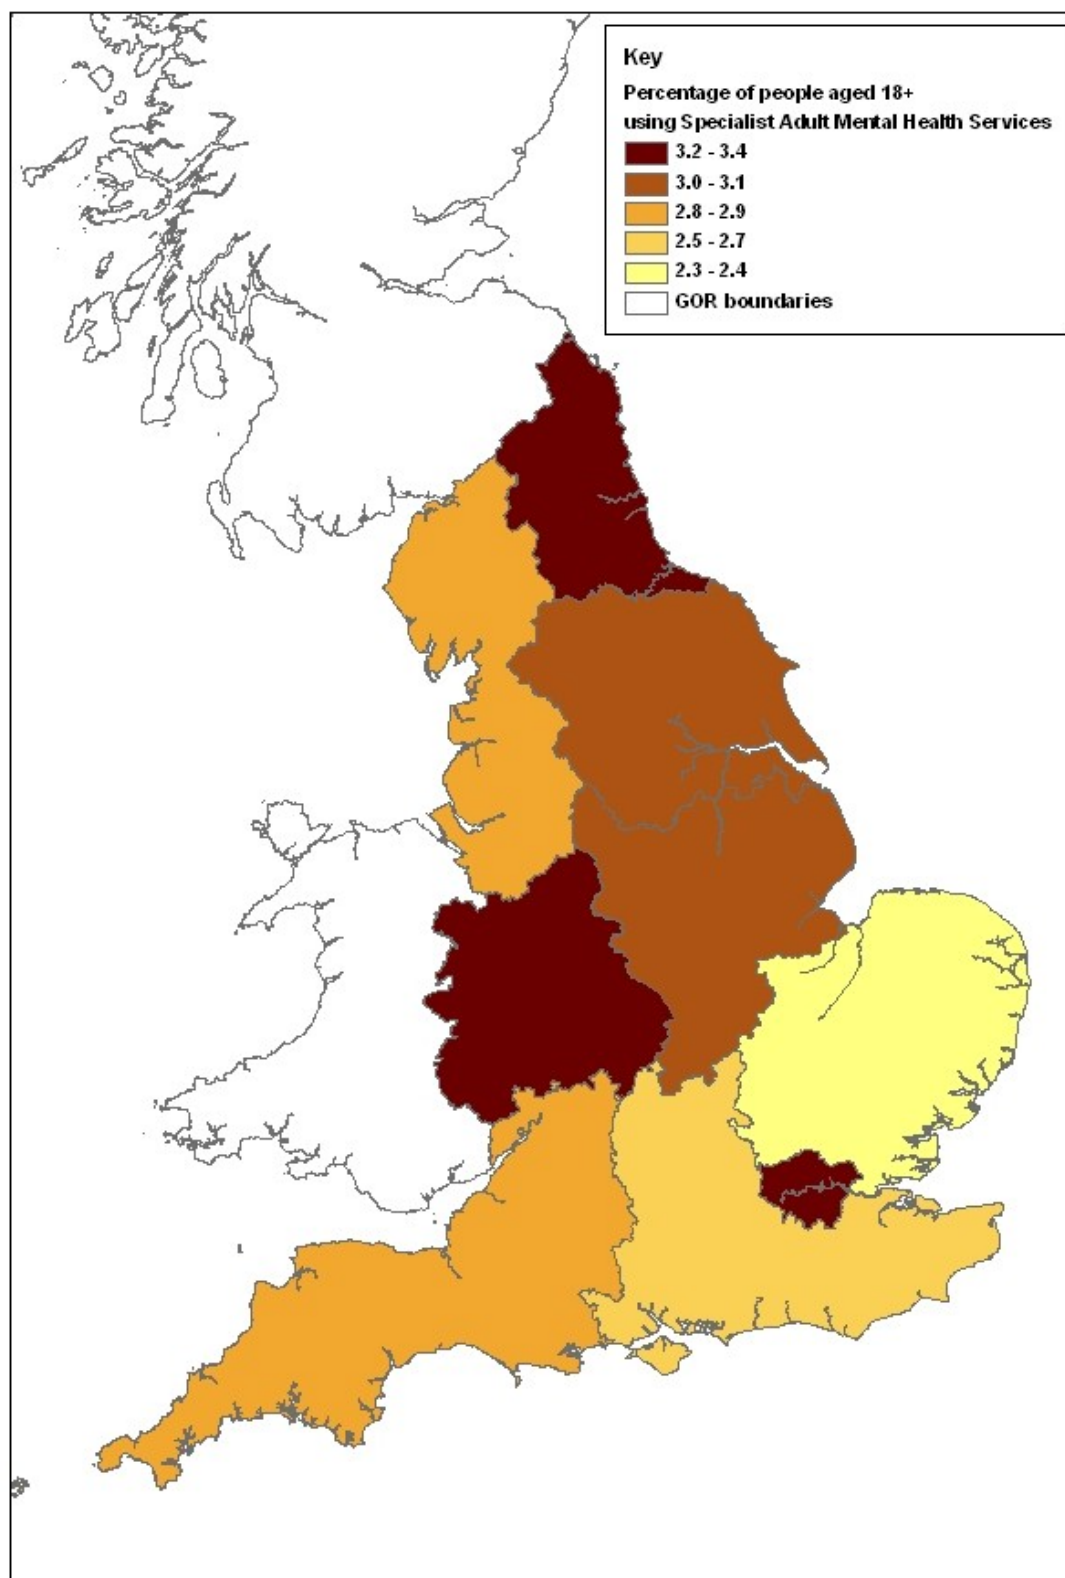 Key
Percentage of people aged 18+
using Specialist Adult Mental Health Services
3.2 - 3.4
3.0 - 3.1
2.8 - 2.9
2.5 - 2.7
2.3 - 2.4
GOR boundaries